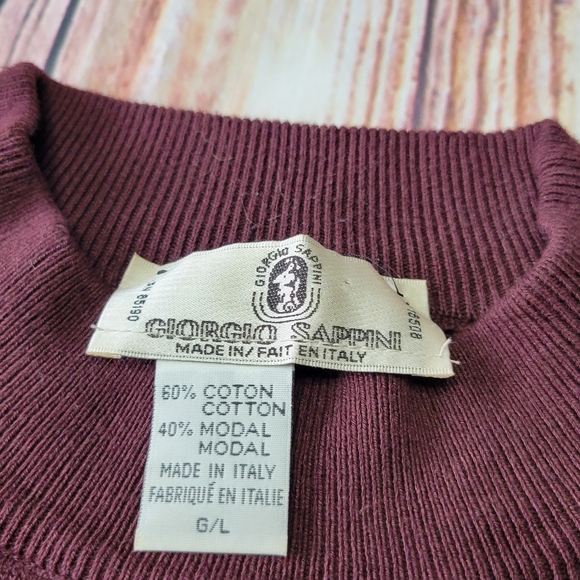 GIORGIO SAPPINI
GIORGIO SAPPINI
MADE IN/FAIT EN ITALY
65190
60% COTON
COTTON
40% MODAL
MODAL
MADE IN ITALY
FABRIQUÉ EN ITALIE
G/L